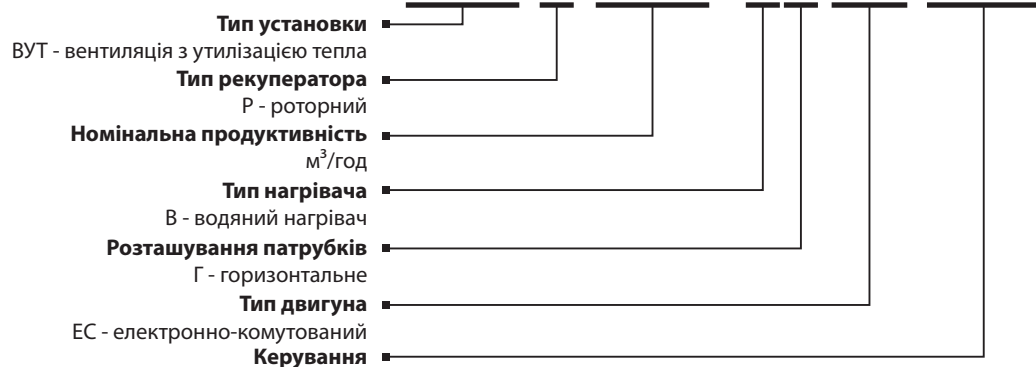 Тип установки
ВУТ - вентиляція з утилізацією тепла
Тип рекуператора
Р - роторний
Номінальна продуктивність
м³/год
Тип нагрівача
В - водяний нагрівач
Розташування патрубків
Г - горизонтальне
Тип двигуна
ЕС - електронно-комутований
Керування